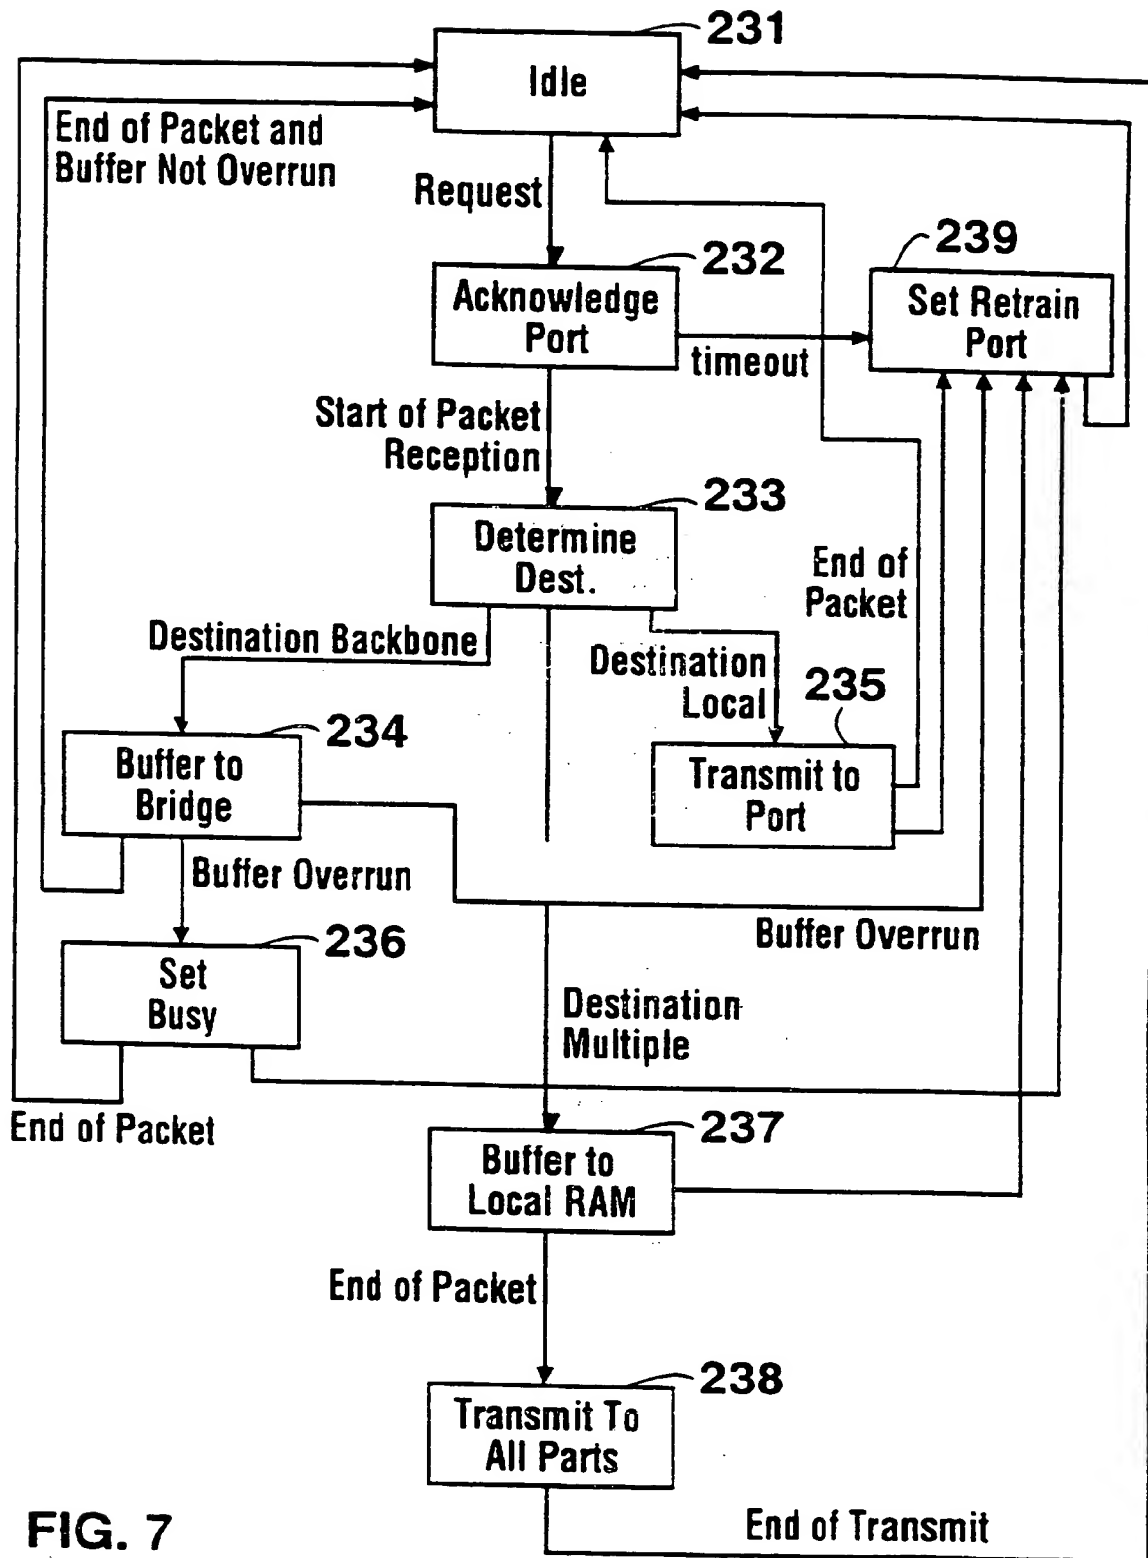 231
Idle
End of Packet and
Buffer Not Overrun
Request
232
239
Acknowledge
Port
Set Retrain
Port
timeout
Start of Packet
Reception
233
Determine
Dest.
End of
Packet
Destination Backbone
Destination
Local
235
234
Buffer to
Bridge
Transmit to
Port
Buffer Overrun
Buffer Overrun
236
Set
Busy
Destination
Multiple
End of Packet
237
Buffer to
Local RAM
End of Packet
238
Transmit To
All Parts
FIG. 7
End of Transmit